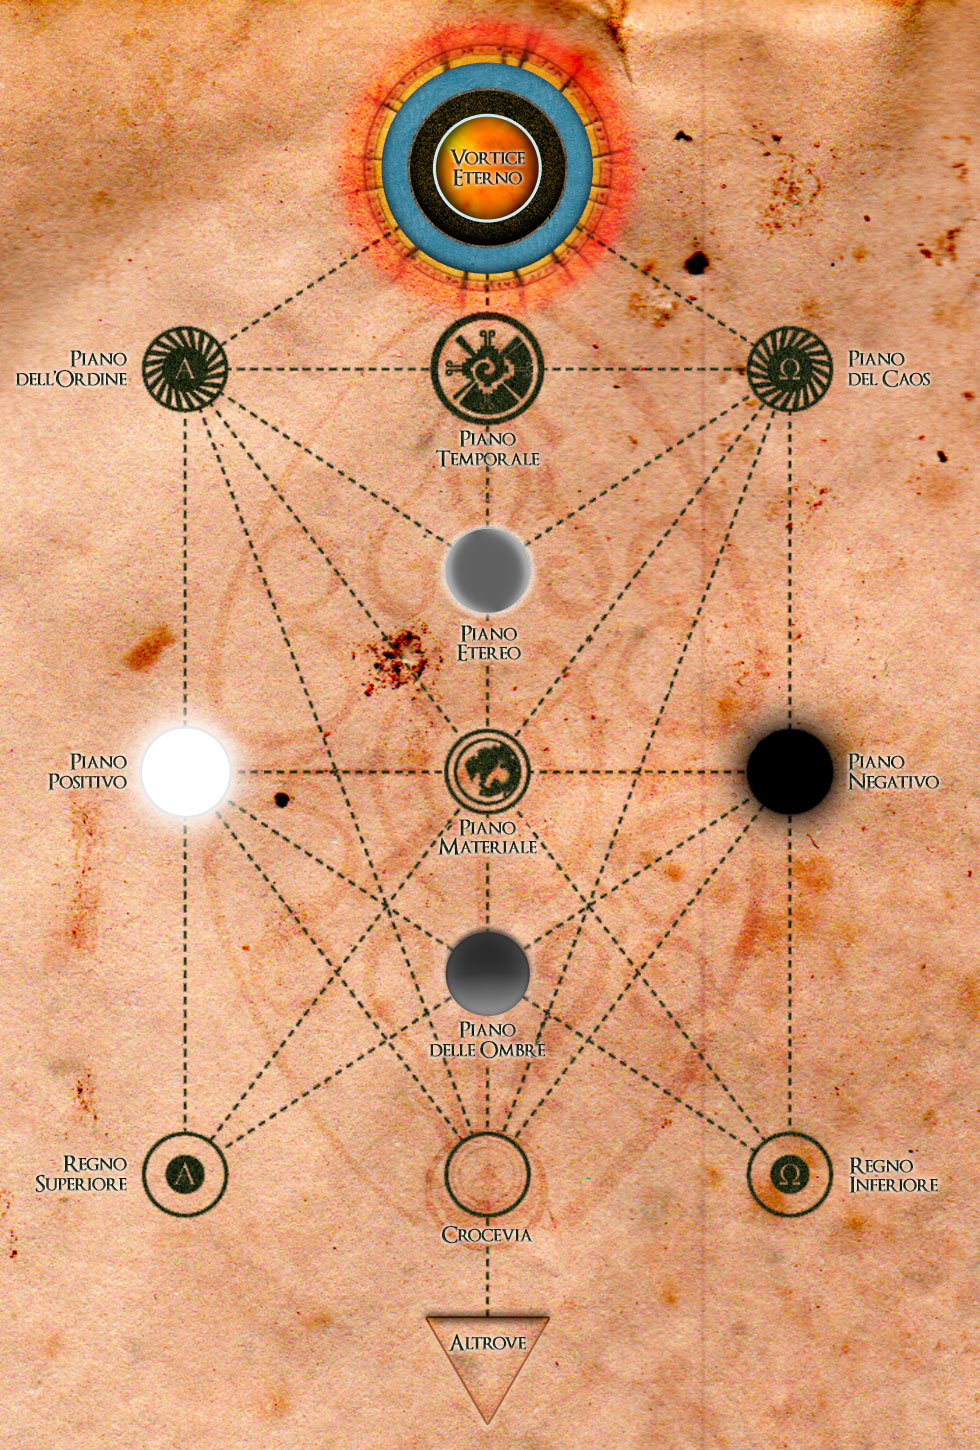 Vortice
Eterno
Piano
dell'Ordine
Λ
Ω
Piano
del Caos
Piano
Temporale
Piano
Etereo
Piano
Positivo
Piano
Negativo
Piano
Materiale
Piano
delle Ombre
Regno
Superiore
Λ
Ω
Regno
Inferiore
Crocevia
Altrove